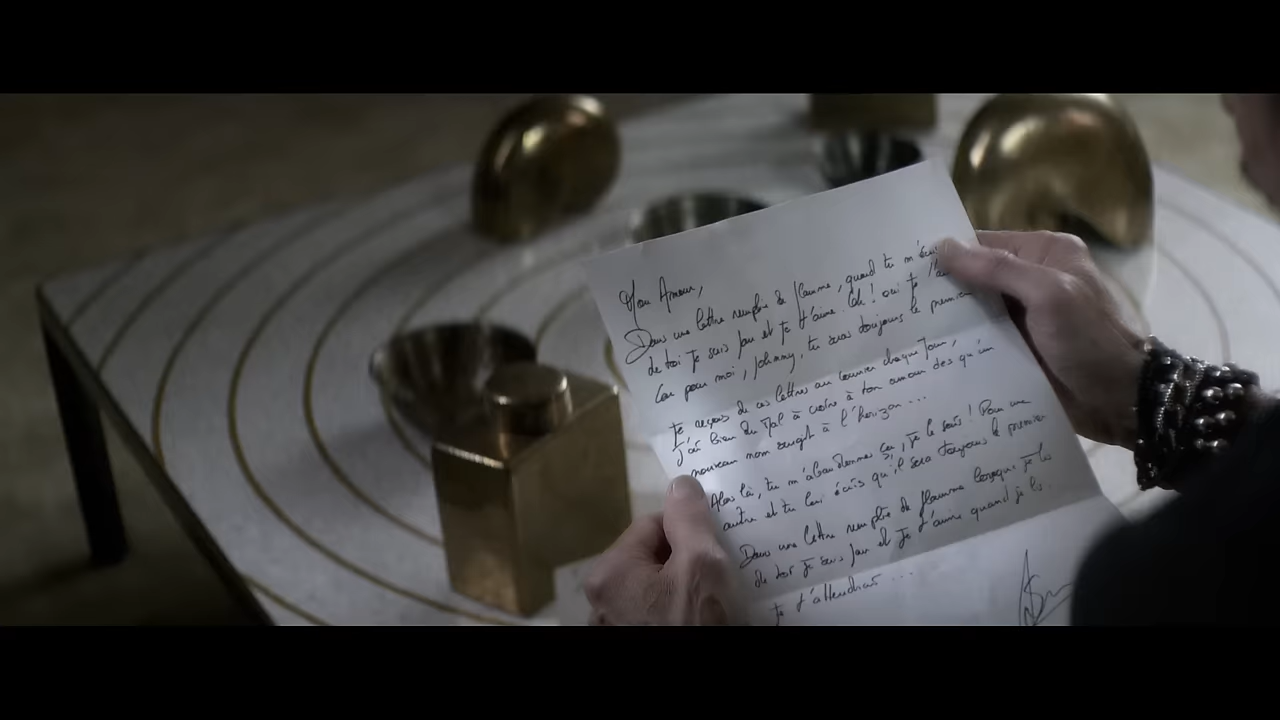 Mon Amour,
Dans une lettre remplie de flamme, quand tu m'écris
de toi Je suis fou et Je t'aime. Oh! oui Je l'ai
Car pour moi, Johnny, tu seras toujours le premier
Je reçois de ces lettres au courrier chaque Jour,
J'ai bien du mal à croire à ton amour dès qu'un
nouveau nom surgit à l'horizon...
Alors là, tu m'abandonnes, Je le sais! Pour une
autre et tu lui écris qu'il sera toujours le premier
Dans une lettre remplie de flamme lorsque Je lis
de toi Je suis fou et Je t'aime quand Je lis.
Je t'attendrai...